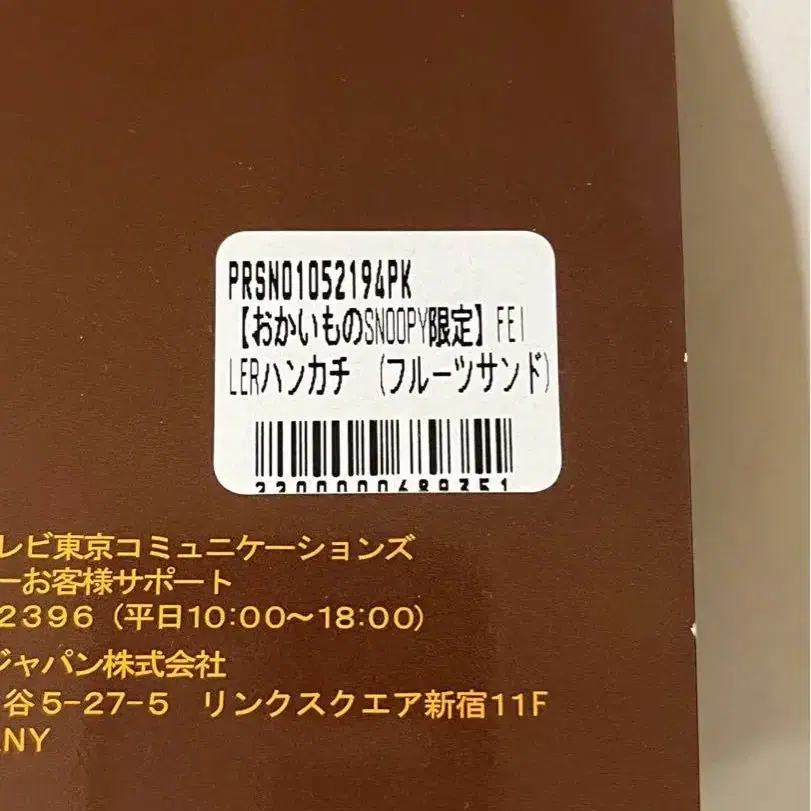 PRSN01052194PK
【おかいものSNOOPY限定】FEI
LERハンカチ （フルーツサンド）
2300000689351
レビ東京コミュニケーションズ
ーお客様サポート
2396（平日10:00～18:00）
ジャパン株式会社
谷5-27-5 リンクスクエア新宿11F
NY